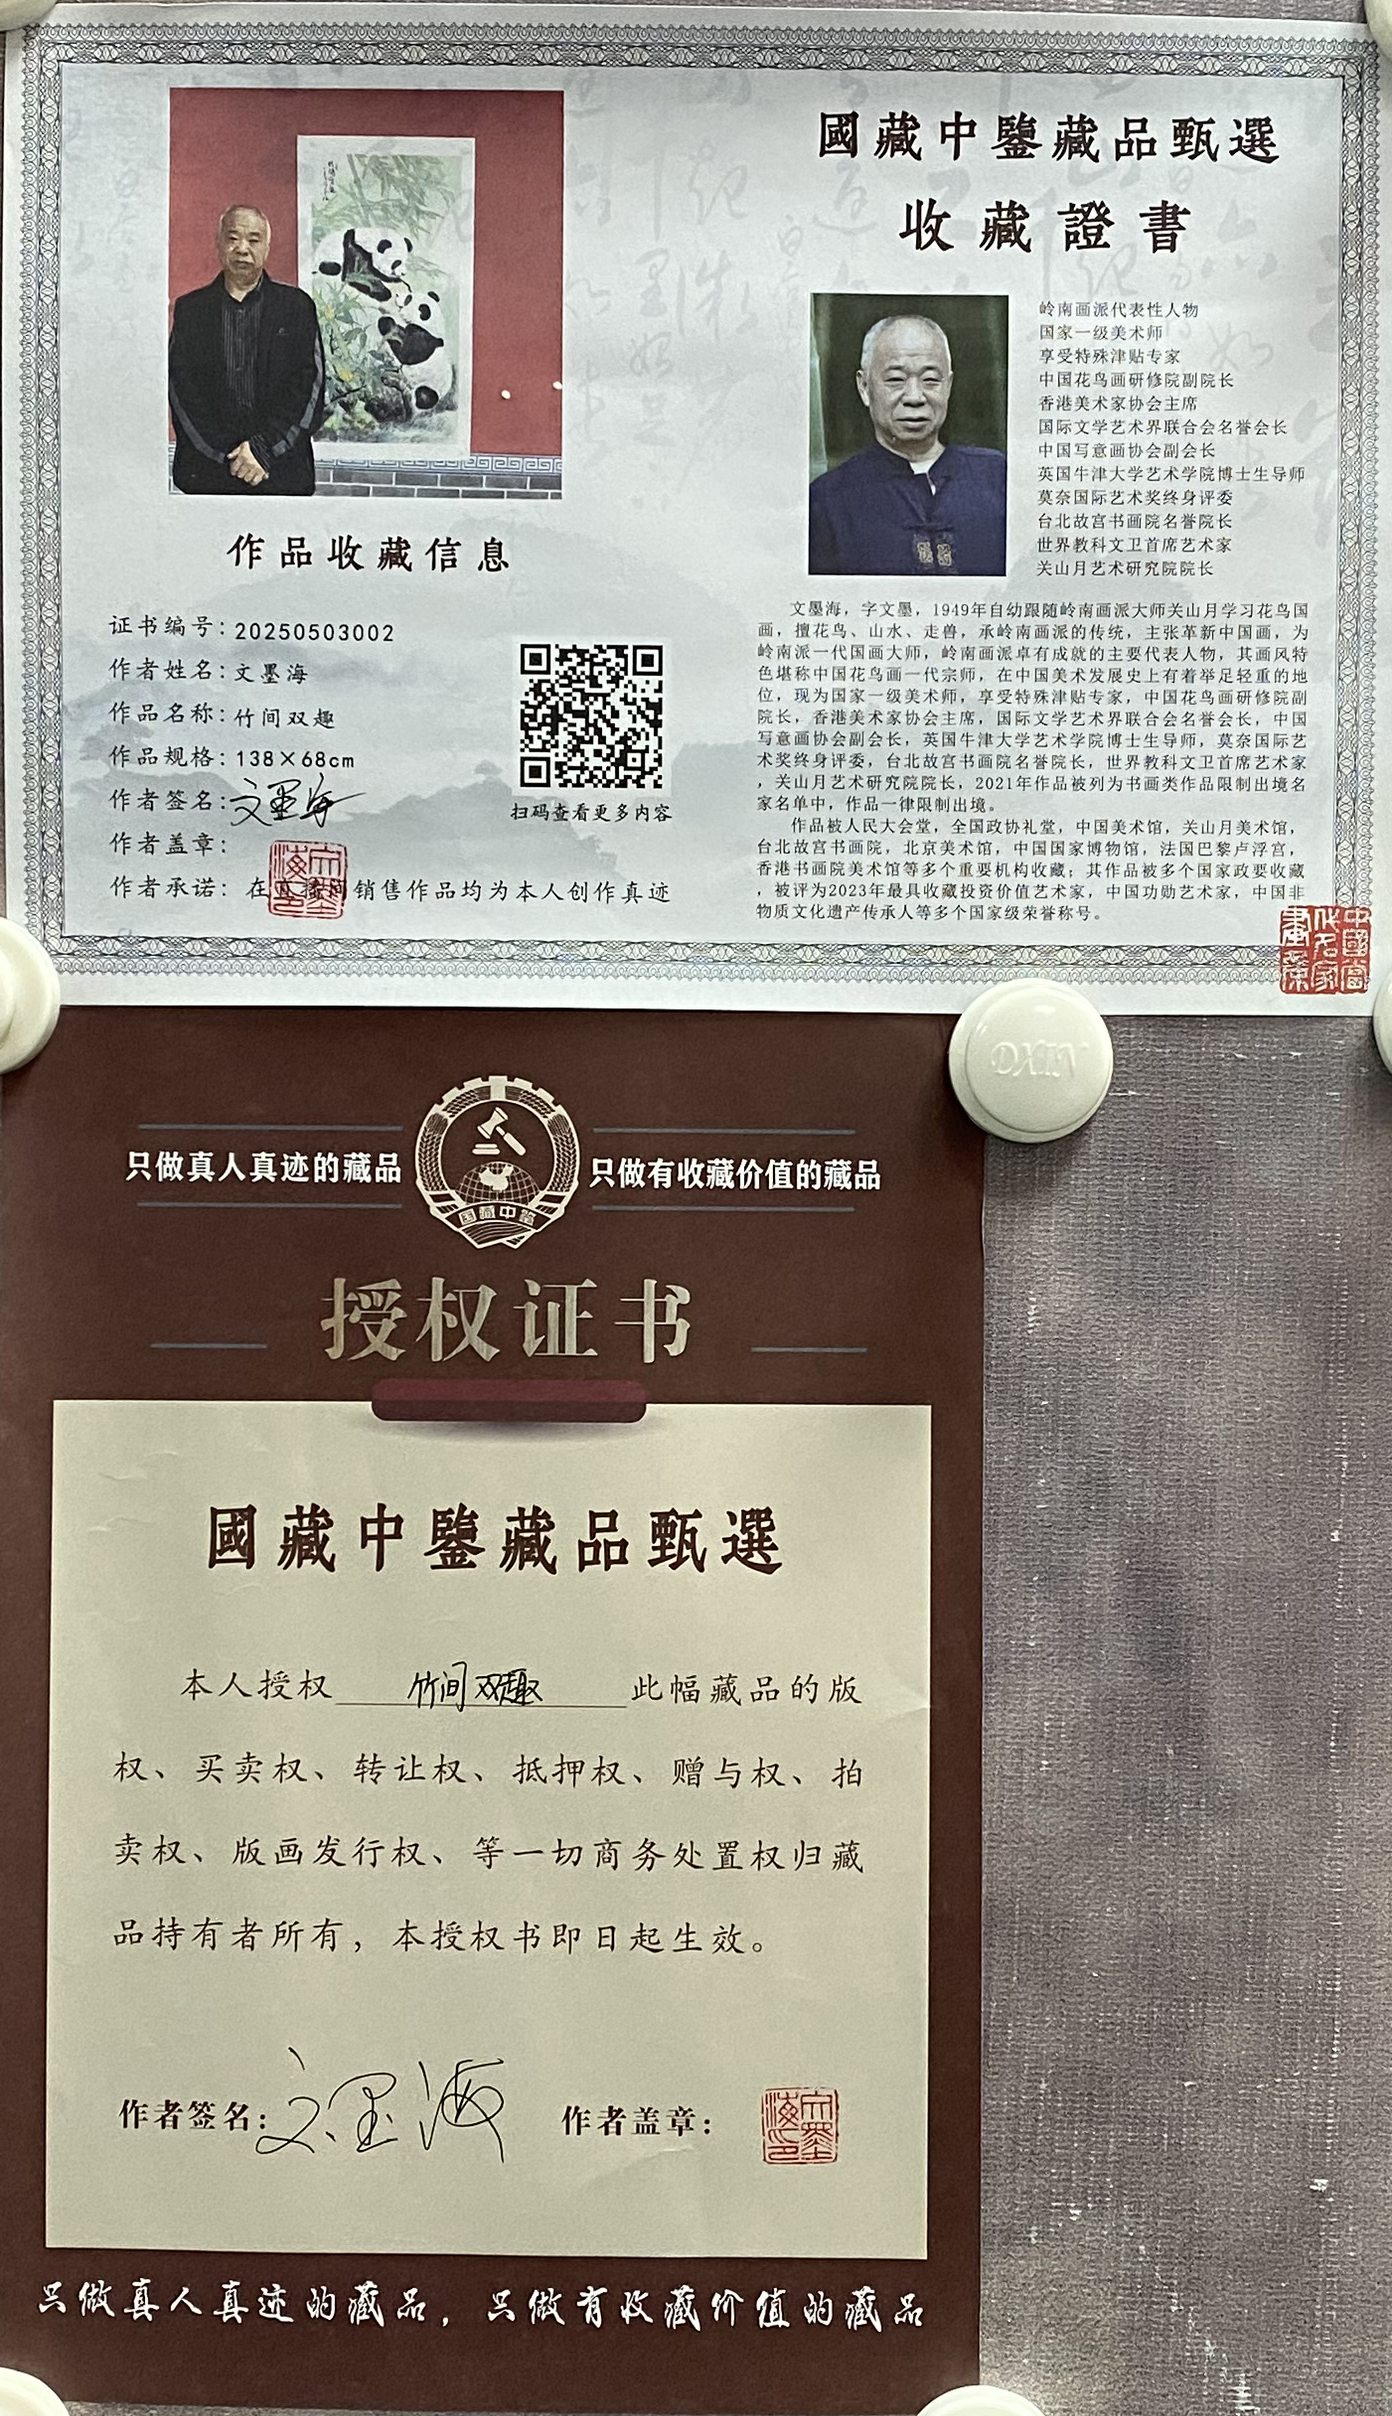 國藏中鑒藏品甄選
收藏證書
岭南画派代表性人物
国家一级美术师
享受特殊津贴专家
中国花鸟画研修院副院长
香港美术家协会主席
国际文学艺术界联合会名誉会长
中国写意画协会副会长
英国牛津大学艺术学院博士生导师
莫奈国际艺术奖终身评委
台北故宫书画院名誉院长
世界教科文卫首席艺术家
关山月艺术研究院院长
文墨海，字文墨，1949年自幼跟随岭南画派大师关山月学习花鸟国
画，擅花鸟、山水、走兽，承岭南画派的传统，主张革新中国画，为
岭南派一代国画大师，岭南画派卓有成就的主要代表人物，其画风特
色堪称中国花鸟画一代宗师，在中国美术发展史上有着举足轻重的地
位，现为国家一级美术师，享受特殊津贴专家，中国花鸟画研修院副
院长，香港美术家协会主席，国际文学艺术界联合会名誉会长，中国
写意画协会副会长，英国牛津大学艺术学院博士生导师，莫奈国际艺
术奖终身评委，台北故宫书画院名誉院长，世界教科文卫首席艺术家
，关山月艺术研究院院长，2021年作品被列为书画类作品限制出境名
家名单中，作品一律限制出境。
作品被人民大会堂，全国政协礼堂，中国美术馆，关山月美术馆，
台北故宫书画院，北京美术馆，中国国家博物馆，法国巴黎卢浮宫，
香港书画院美术馆等多个重要机构收藏；其作品被多个国家政要收藏
，被评为2023年最具收藏投资价值艺术家，中国功勋艺术家，中国非
物质文化遗产传承人等多个国家级荣誉称号。
作品收藏信息
证书编号：20250503002
作者姓名：文墨海
作品名称：竹间双趣
作品规格：138×68cm
作者签名：文墨海
作者盖章：
作者承诺：在直播间销售作品均为本人创作真迹
扫码查看更多内容
DXIN
只做真人真迹的藏品
国藏中鉴
只做有收藏价值的藏品
授权证书
國藏中鑒藏品甄選
本人授权竹间双趣此幅藏品的版
权、买卖权、转让权、抵押权、赠与权、拍
卖权、版画发行权、等一切商务处置权归藏
品持有者所有，本授权书即日起生效。
作者签名：文墨海 作者盖章：
只做真人真迹的藏品，只做有收藏价值的藏品